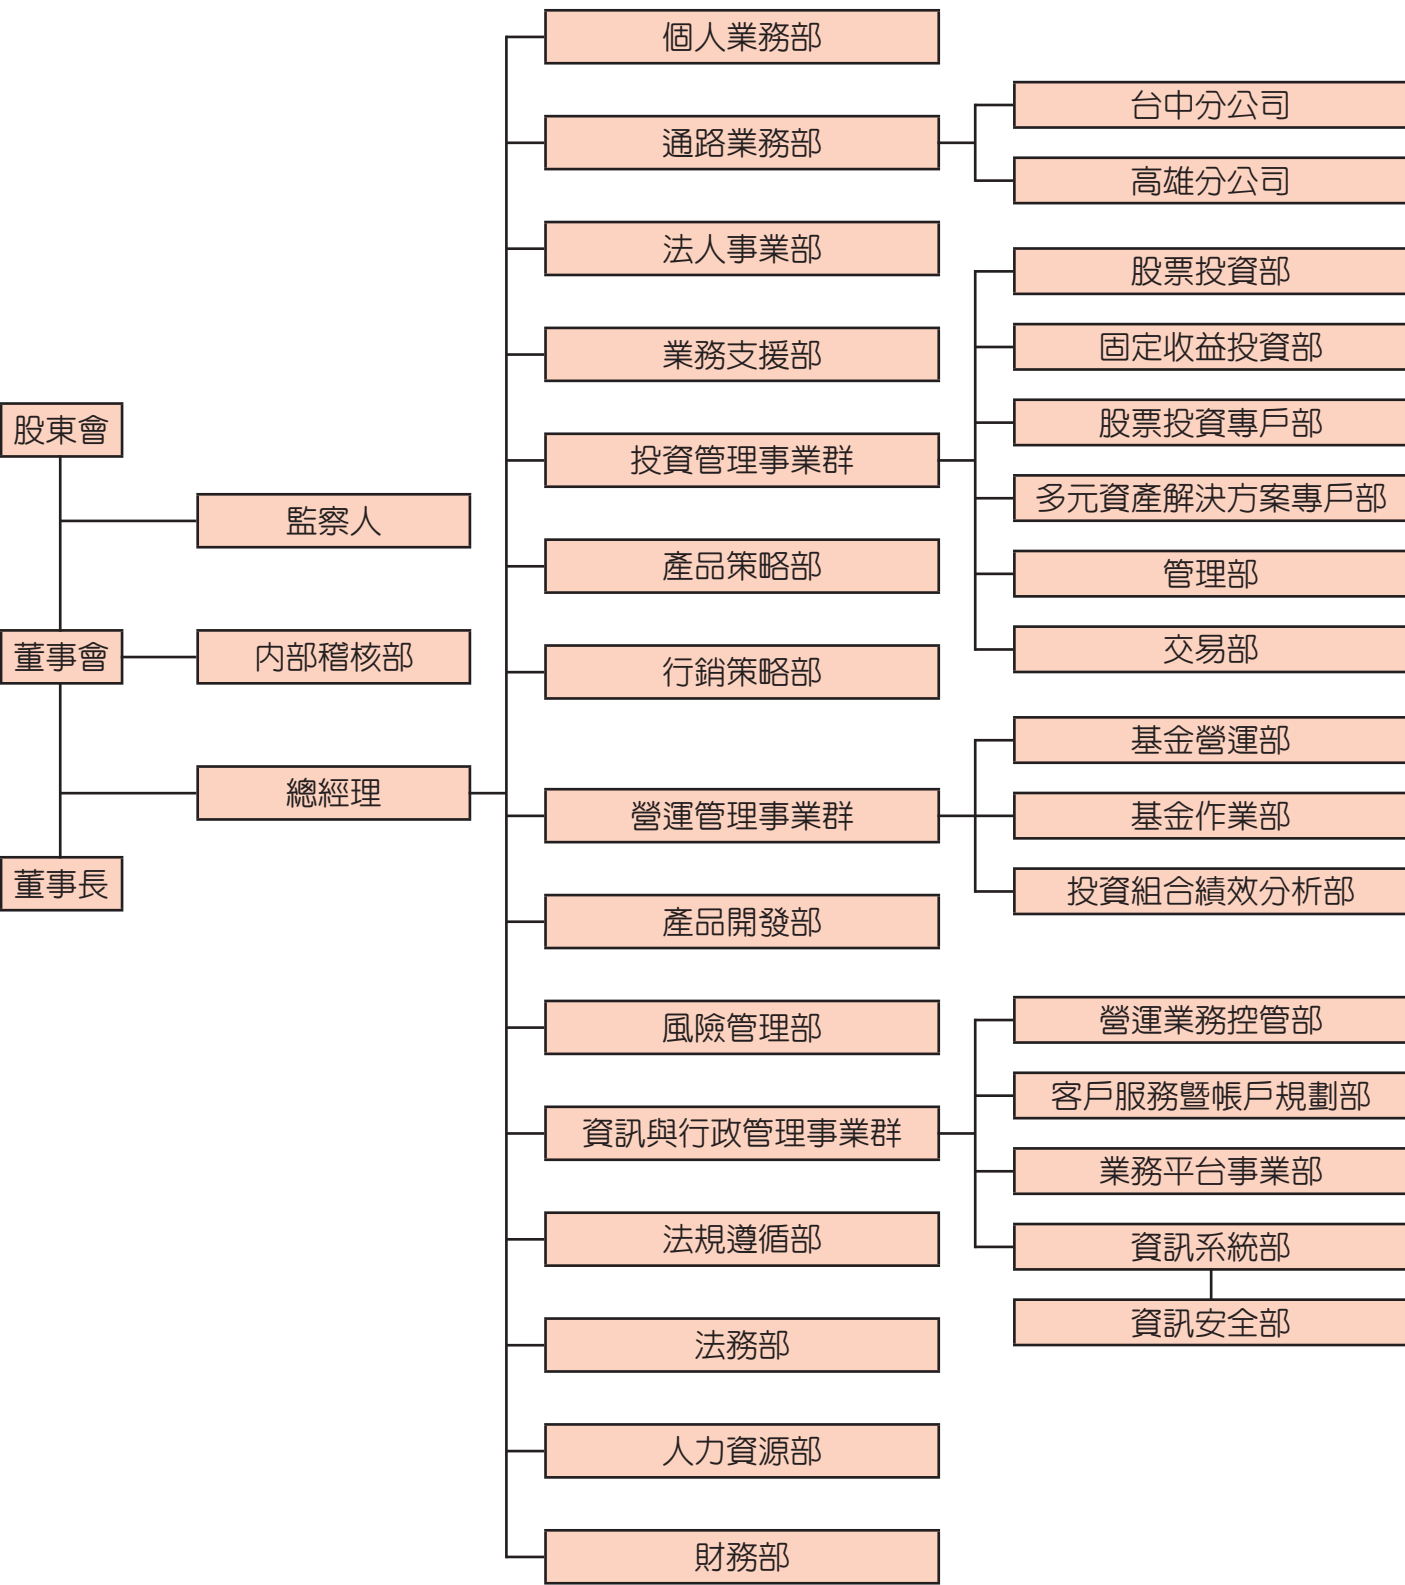 股東會
監察人
董事會
內部稽核部
總經理
董事長
個人業務部
通路業務部
台中分公司
高雄分公司
法人事業部
業務支援部
投資管理事業群
股票投資部
固定收益投資部
股票投資專戶部
多元資產解決方案專戶部
管理部
交易部
產品策略部
行銷策略部
營運管理事業群
基金營運部
基金作業部
投資組合績效分析部
產品開發部
風險管理部
資訊與行政管理事業群
營運業務控管部
客戶服務暨帳戶規劃部
業務平台事業部
資訊系統部
資訊安全部
法規遵循部
法務部
人力資源部
財務部